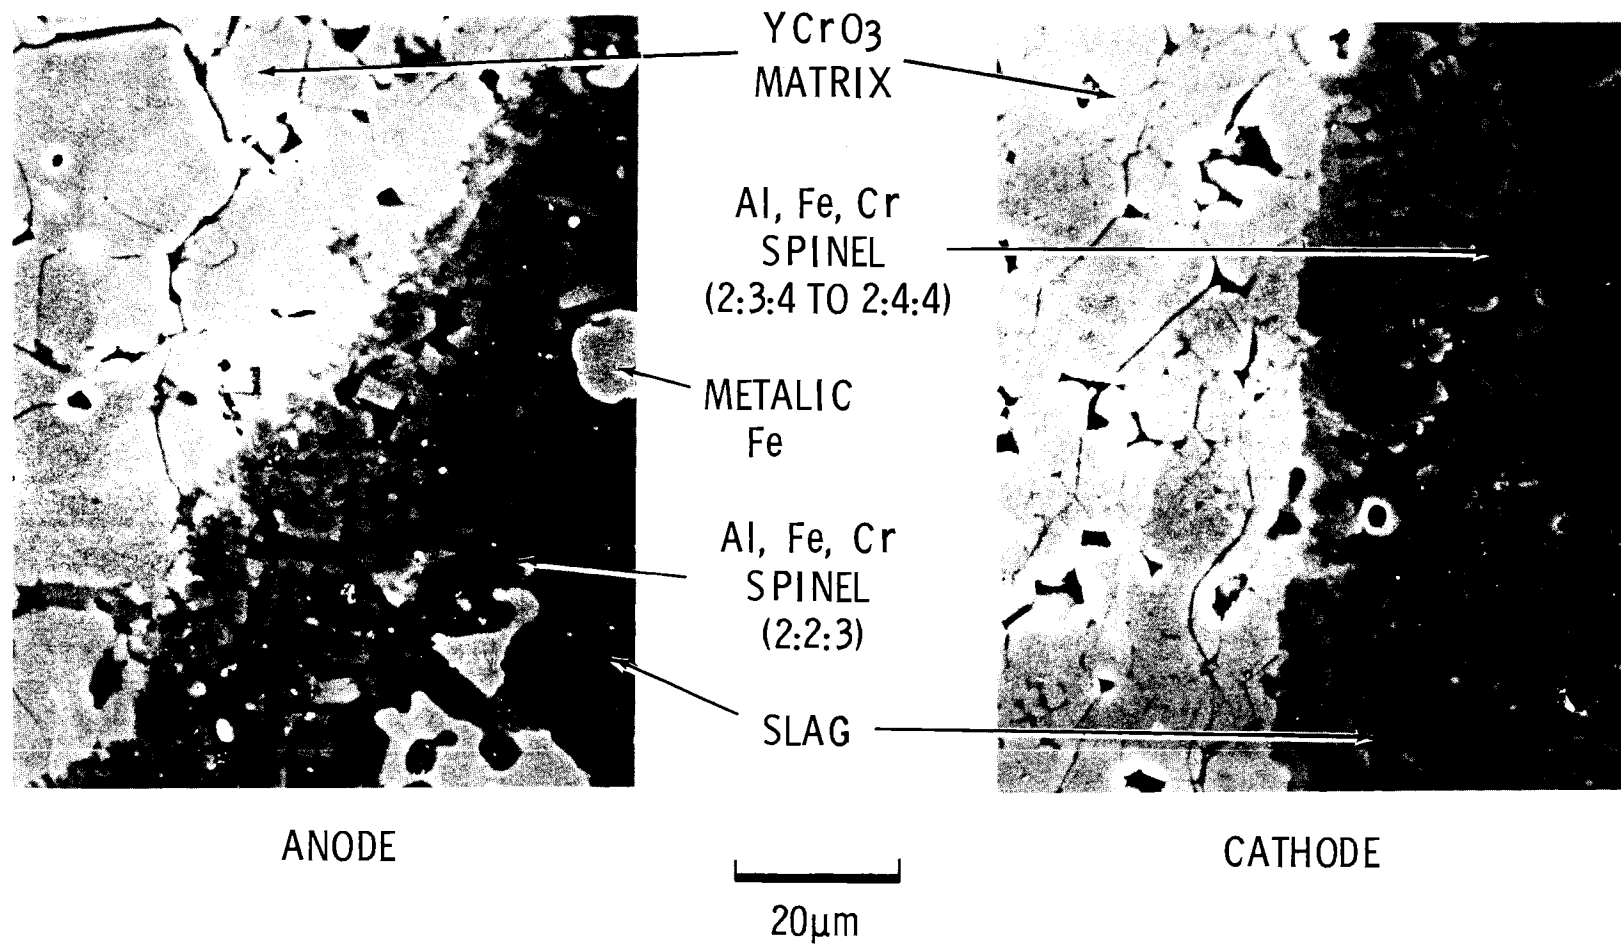 YCrO3
MATRIX
Al, Fe, Cr
SPINEL
(2:3:4 TO 2:4:4)
METALIC
Fe
Al, Fe, Cr
SPINEL
(2:2:3)
SLAG
ANODE
CATHODE
20μm